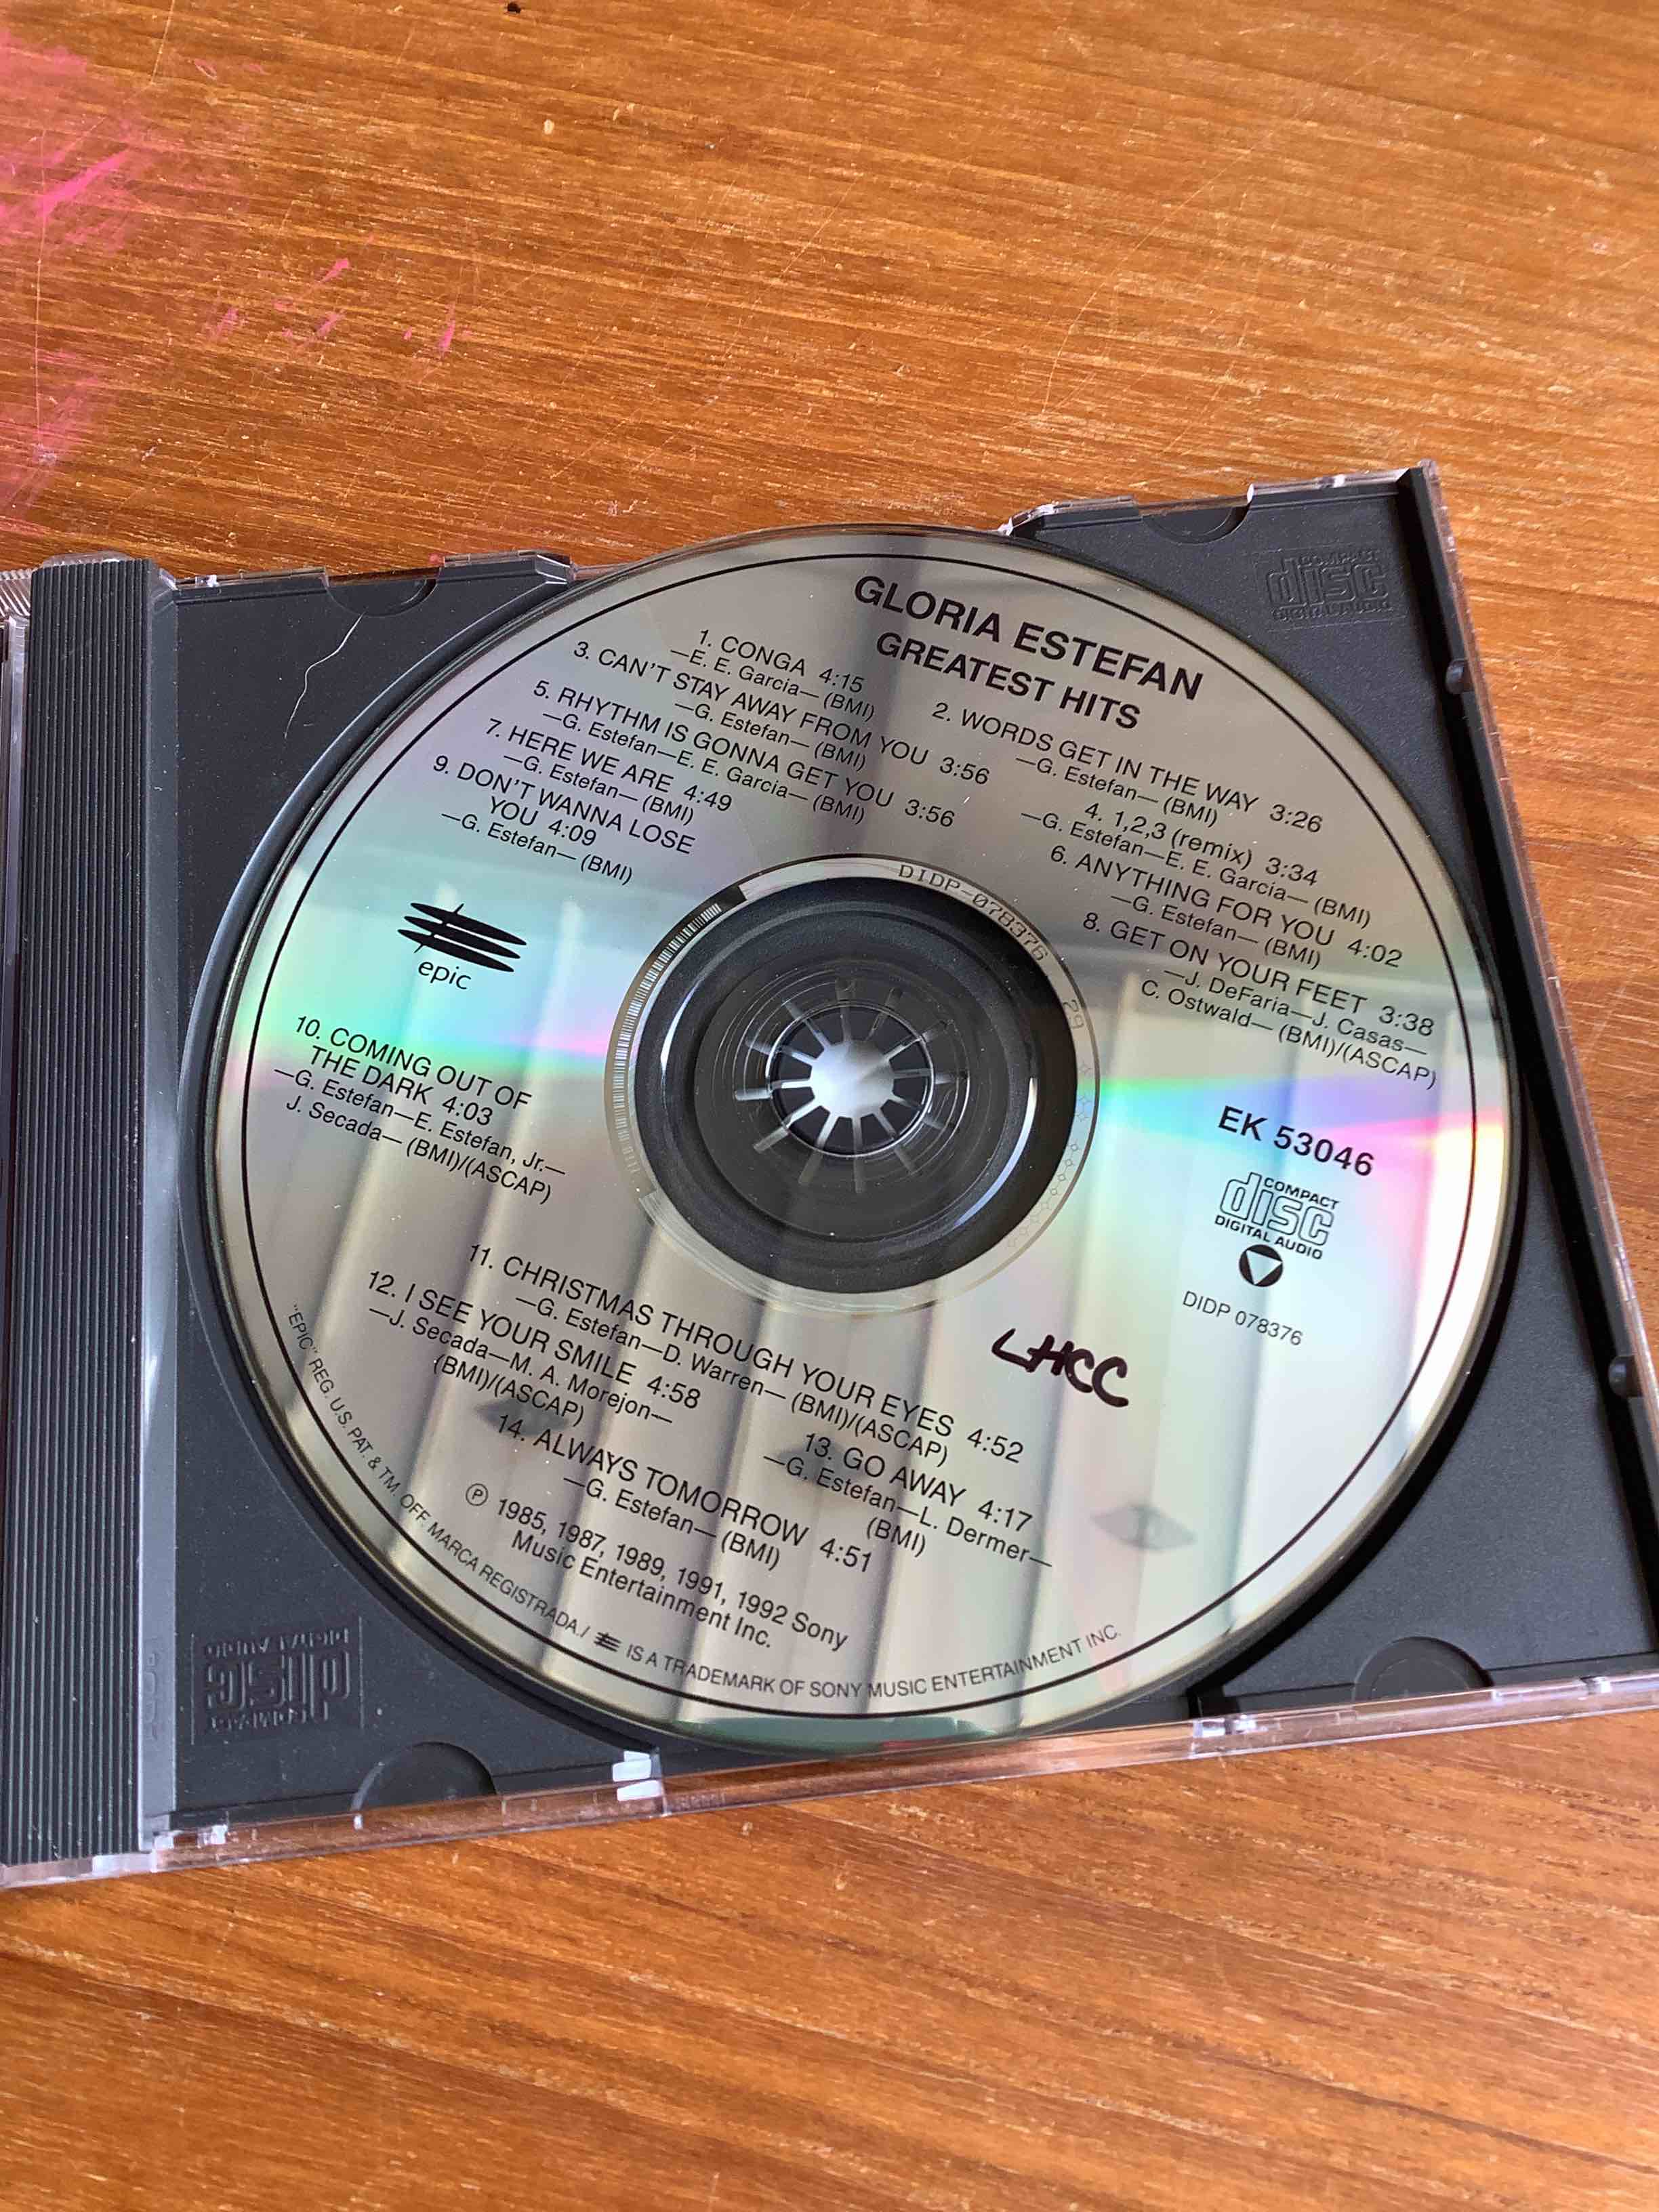 GLORIA ESTEFAN
GREATEST HITS
1. CONGA 4:15
—E. E. Garcia— (BMI)
2. WORDS GET IN THE WAY 3:26
—G. Estefan— (BMI)
3. CAN'T STAY AWAY FROM YOU 3:56
—G. Estefan— (BMI)
4. 1,2,3 (remix) 3:34
—G. Estefan—E. E. Garcia— (BMI)
5. RHYTHM IS GONNA GET YOU 3:56
—G. Estefan—E. E. Garcia— (BMI)
6. ANYTHING FOR YOU 4:02
—G. Estefan— (BMI)
7. HERE WE ARE 4:49
—G. Estefan— (BMI)
8. GET ON YOUR FEET 3:38
—J. DeFaria—J. Casas—
C. Ostwald— (BMI)/(ASCAP)
9. DON'T WANNA LOSE
YOU 4:09
—G. Estefan— (BMI)
epic
DIDP-078376
10. COMING OUT OF
THE DARK 4:03
—G. Estefan—E. Estefan, Jr.—
J. Secada— (BMI)/(ASCAP)
EK 53046
COMPACT
disc
DIGITAL AUDIO
DIDP 078376
LHCC
11. CHRISTMAS THROUGH YOUR EYES 4:52
—G. Estefan—D. Warren— (BMI)/(ASCAP)
12. I SEE YOUR SMILE 4:58
—J. Secada—M. A. Morejon—
(BMI)/(ASCAP)
13. GO AWAY 4:17
—G. Estefan—L. Dermer—
(BMI)
14. ALWAYS TOMORROW 4:51
—G. Estefan— (BMI)
℗ 1985, 1987, 1989, 1991, 1992 Sony
Music Entertainment Inc.
"EPIC" REG. U.S. PAT. & TM. OFF. MARCA REGISTRADA./ IS A TRADEMARK OF SONY MUSIC ENTERTAINMENT INC.
COMPACT
disc
DIGITAL AUDIO
COMPACT
disc
DIGITAL AUDIO